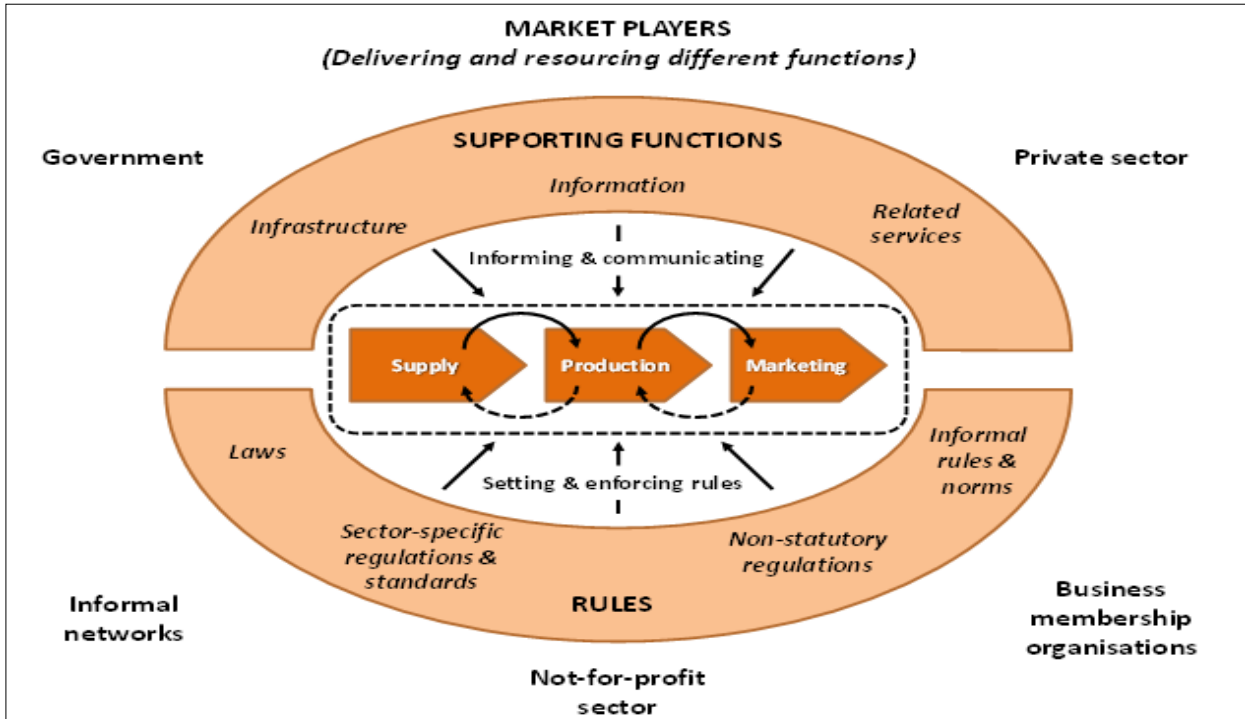 MARKET PLAYERS
(Delivering and resourcing different functions)
Government
SUPPORTING FUNCTIONS
Private sector
Information
Infrastructure
Related
services
Informing & communicating
Supply
Production
Marketing
Laws
Informal
rules &
norms
Setting & enforcing rules
Sector-specific
regulations &
standards
Non-statutory
regulations
RULES
Informal
networks
Business
membership
organisations
Not-for-profit
sector